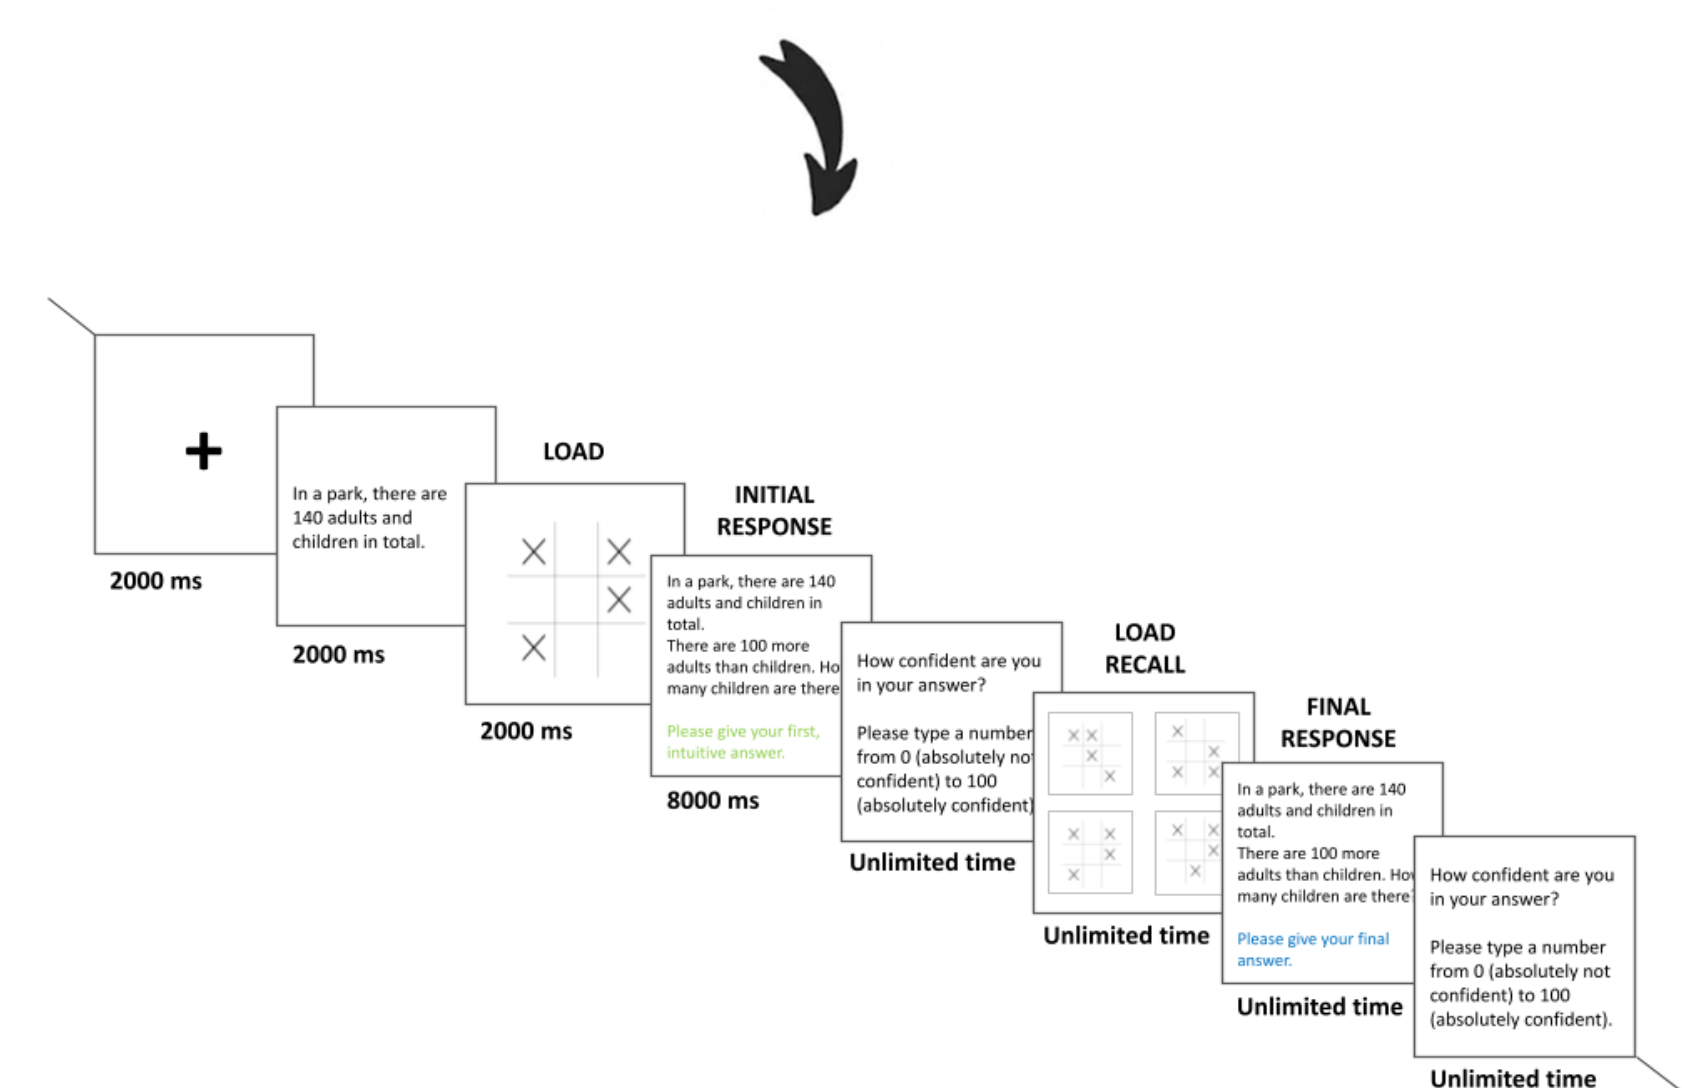 +
2000 ms
In a park, there are
140 adults and
children in total.
2000 ms
LOAD
X X
X
X
2000 ms
INITIAL
RESPONSE
In a park, there are 140
adults and children in
total.
There are 100 more
adults than children. Ho
many children are there
Please give your first,
intuitive answer.
8000 ms
How confident are you
in your answer?
Please type a number
from 0 (absolutely not
confident) to 100
(absolutely confident)
Unlimited time
LOAD
RECALL
X X
X
X
X
X
X X
X X
X
X
X X
X
X
Unlimited time
FINAL
RESPONSE
In a park, there are 140
adults and children in
total.
There are 100 more
adults than children. How
many children are there?
Please give your final
answer.
Unlimited time
How confident are you
in your answer?
Please type a number
from 0 (absolutely not
confident) to 100
(absolutely confident).
Unlimited time